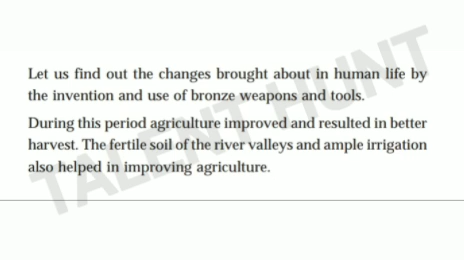 Let us find out the changes brought about in human life by
the invention and use of bronze weapons and tools.
During this period agriculture improved and resulted in better
harvest. The fertile soil of the river valleys and ample irrigation
also helped in improving agriculture.
TALENT HUNT